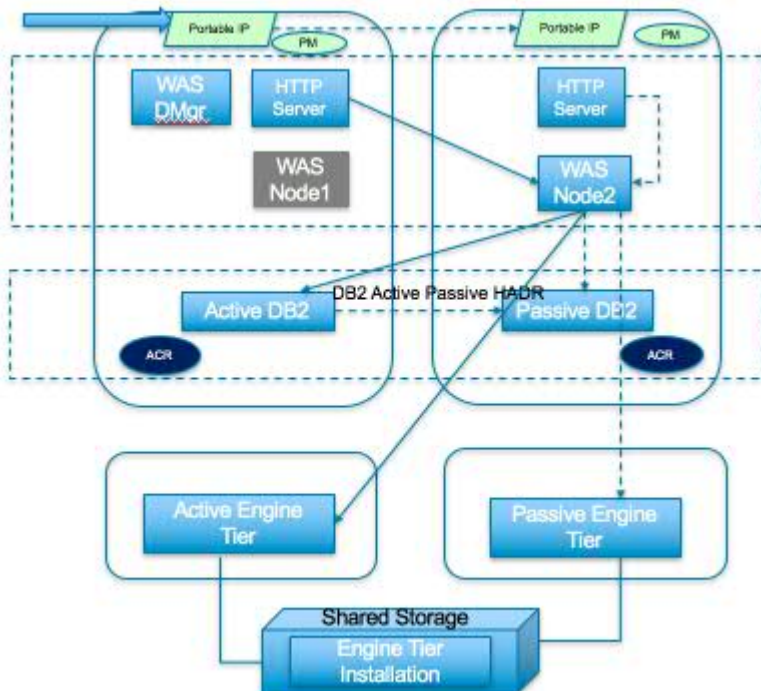 Portable IP
PM
Portable IP
PM
WAS
DMgr
HTTP
Server
HTTP
Server
WAS
Node1
WAS
Node2
DB2 Active Passive HADR
Active DB2
Passive DB2
ACR
ACR
Active Engine
Tier
Passive Engine
Tier
Shared Storage
Engine Tier
Installation